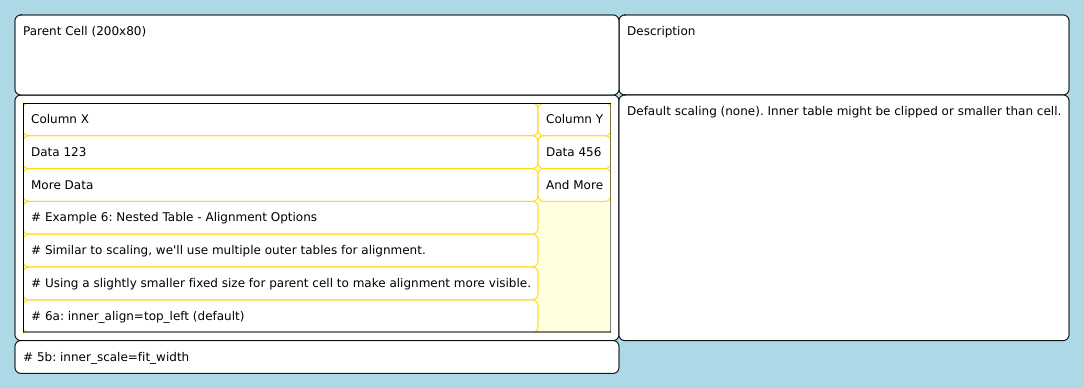 Parent Cell (200x80)
Description
Column X
Column Y
Default scaling (none). Inner table might be clipped or smaller than cell.
Data 123
Data 456
More Data
And More
# Example 6: Nested Table - Alignment Options
# Similar to scaling, we'll use multiple outer tables for alignment.
# Using a slightly smaller fixed size for parent cell to make alignment more visible.
# 6a: inner_align=top_left (default)
# 5b: inner_scale=fit_width